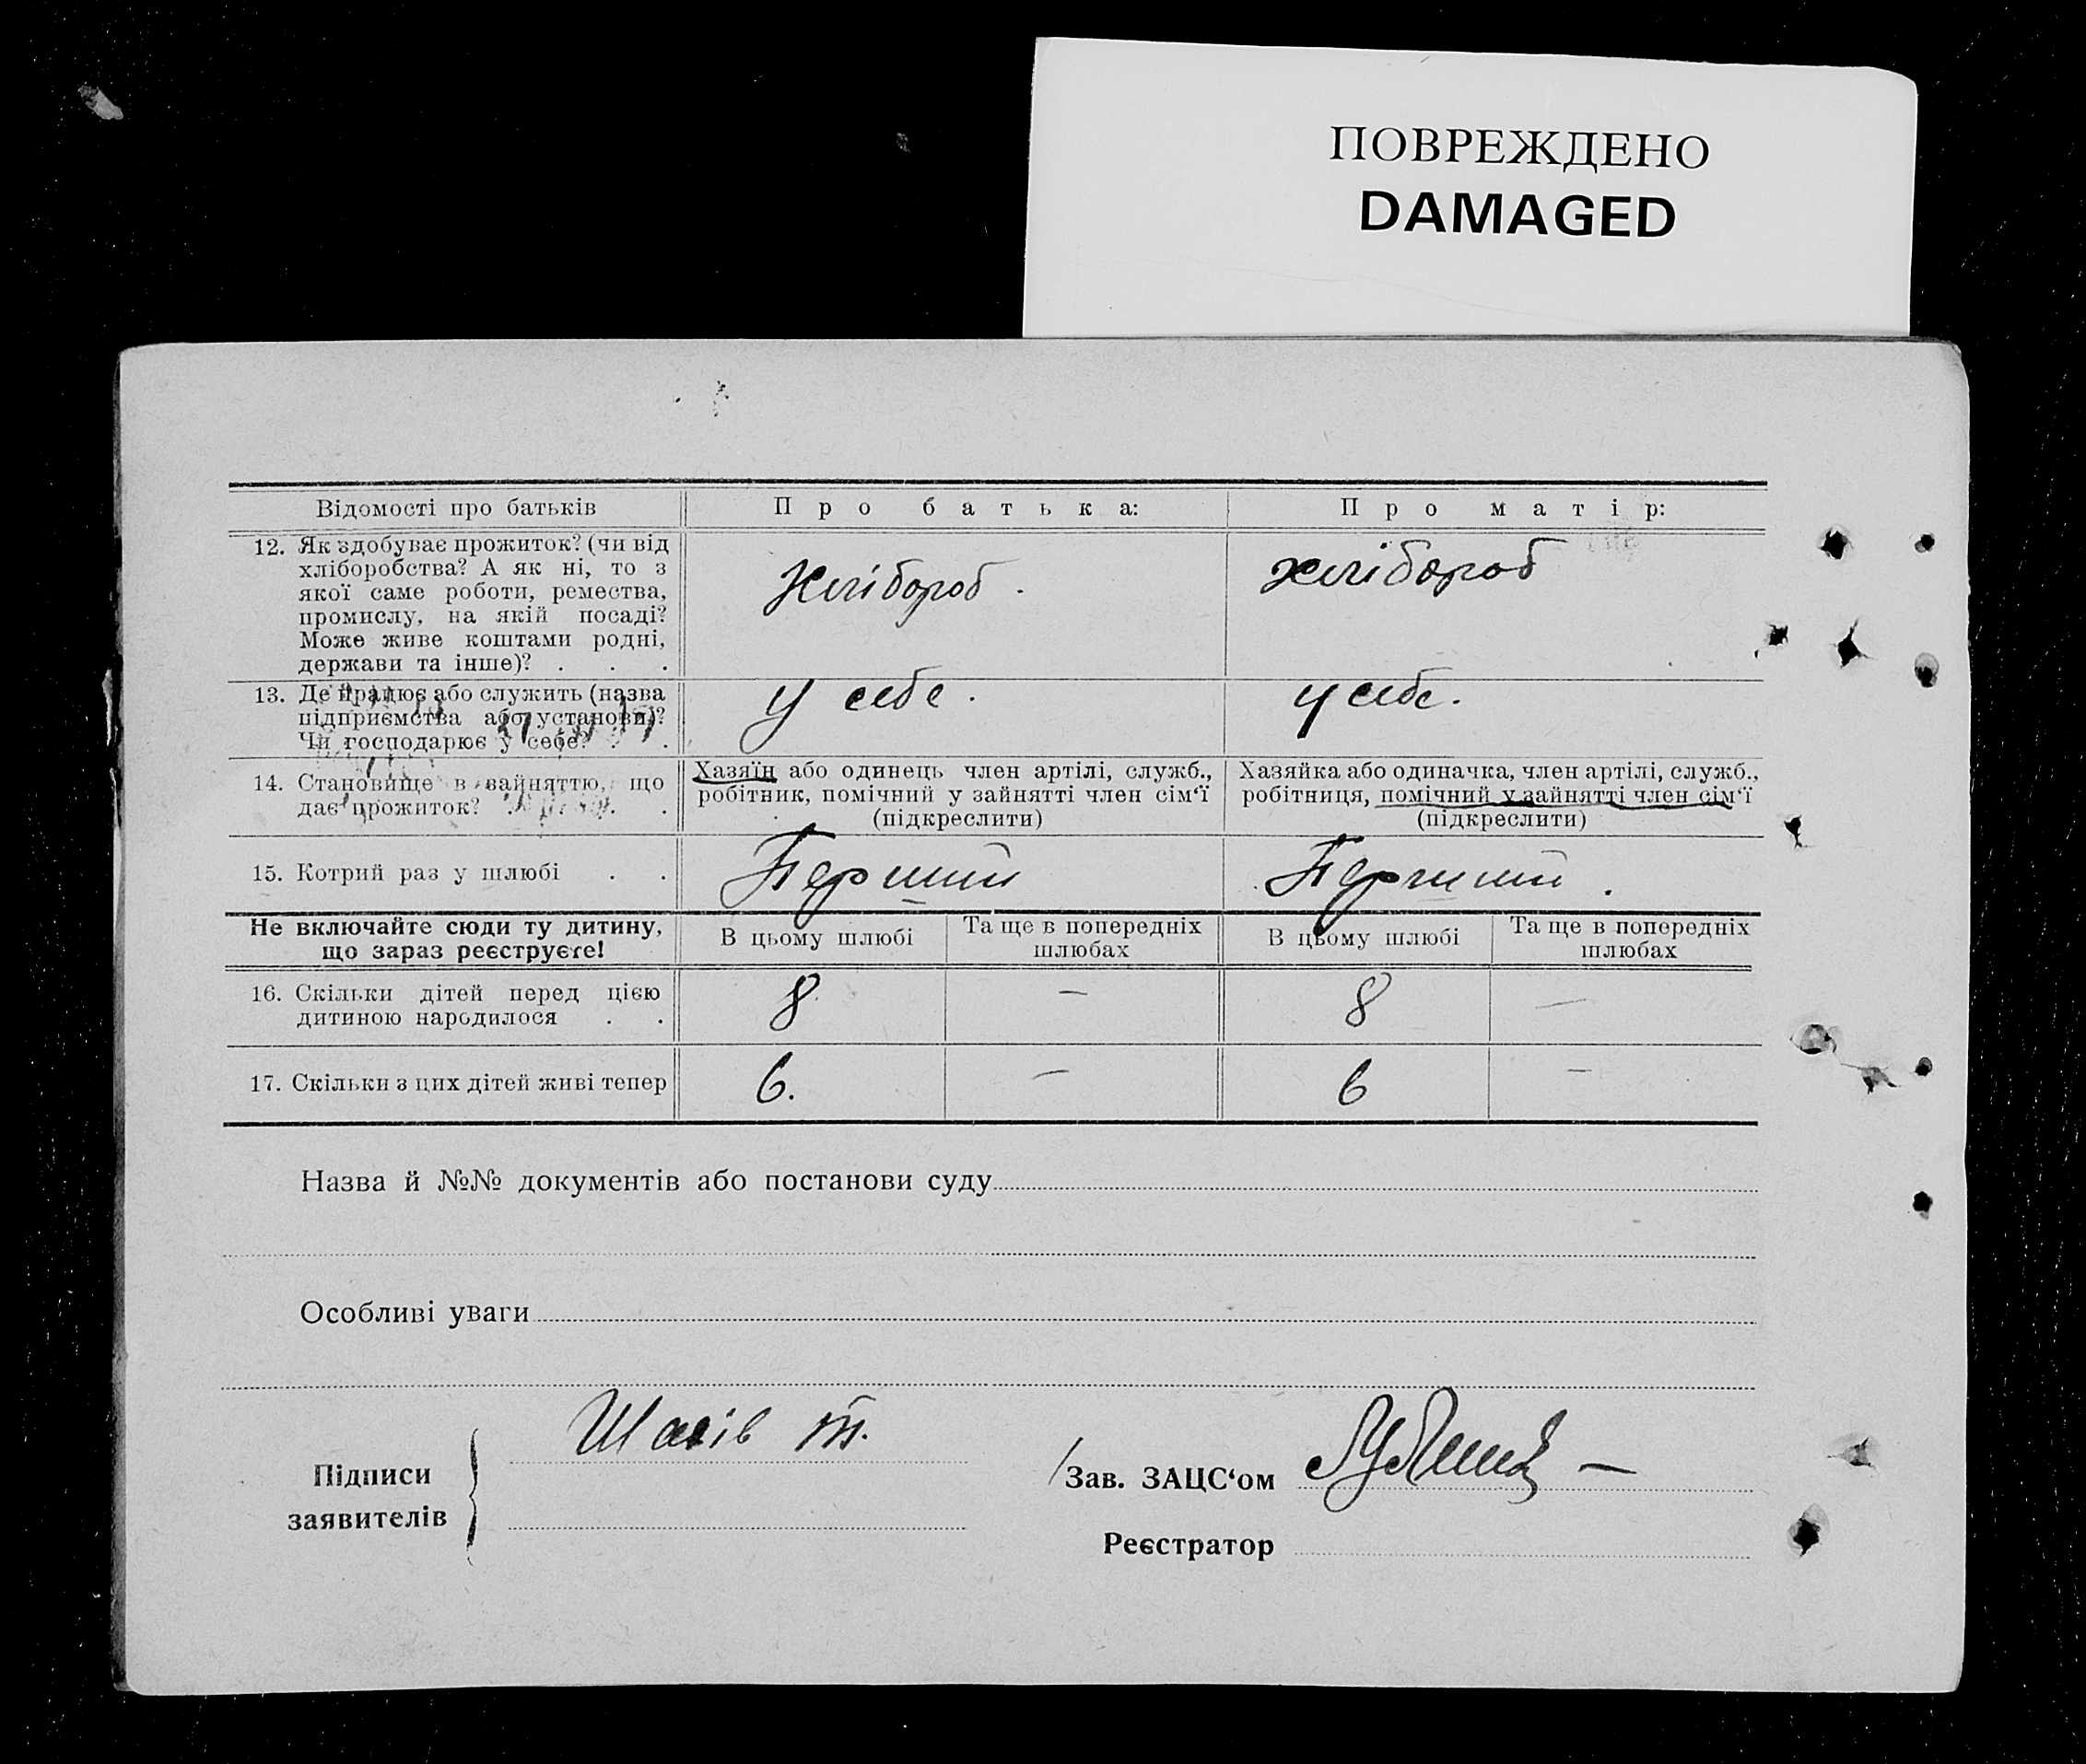 ПОВРЕЖДЕНО
DAMAGED
Відомості про батьків
Про батька:
Про матір:
12. Як здобуває прожиток? (чи від
хліборобства? А як ні, то з
якої саме роботи, ремества,
промислу, на якій посаді?
Може живе коштами родні,
держави та інше)? . . .
Хлібороб.
хлібороб
13. Де працює або служить (назва
підприємства або установи)?
Чи господарює у себе? . .
У себе.
у себе.
14. Становище в зайняттю, що
дає прожиток? . . . .
Хазяїн або одинець член артілі, служб.,
робітник, помічний у зайнятті член сім‘ї
(підкреслити)
Хазяйка або одиначка, член артілі, служб.,
робітниця, помічний у зайнятті член сім‘ї
(підкреслити)
15. Котрий раз у шлюбі . .
Перший
Перший.
Не включайте сюди ту дитину,
що зараз реєструєте!
В цьому шлюбі
Та ще в попередніх
шлюбах
В цьому шлюбі
Та ще в попередніх
шлюбах
16. Скільки дітей перед цією
дитиною народилося . .
8
—
8
—
17. Скільки з цих дітей живі тепер
6.
—
6
—
Назва й №№ документів або постанови суду
Особливі уваги
Підписи
заявителів
Зав. ЗАЦС‘ом
Реєстратор